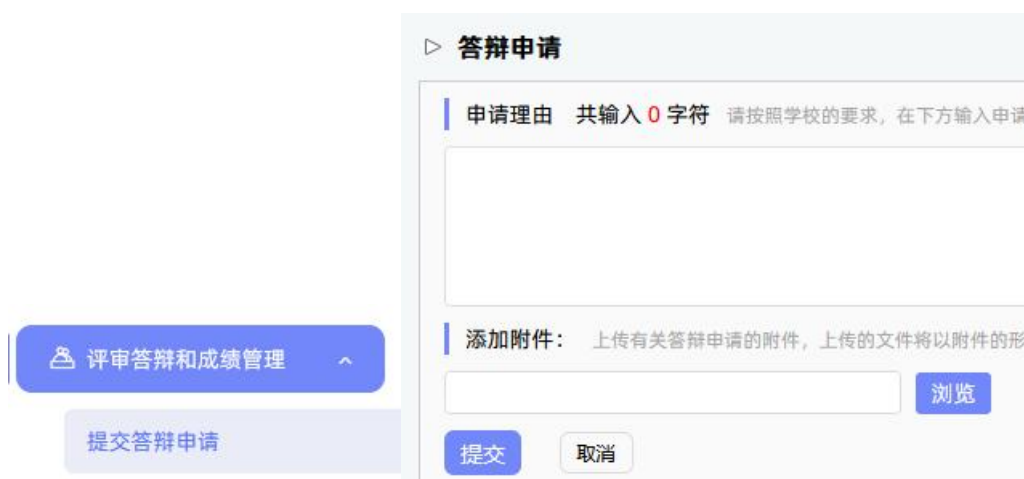 答辩申请
申请理由 共输入 0 字符 请按照学校的要求，在下方输入申请
添加附件： 上传有关答辩申请的附件，上传的文件将以附件的形
评审答辩和成绩管理
浏览
提交答辩申请
提交 取消